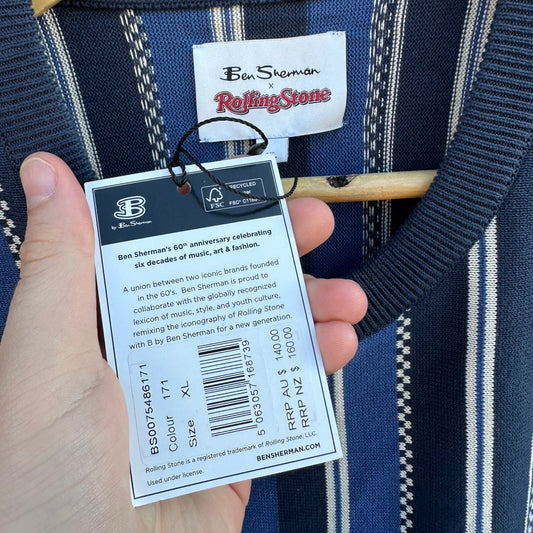 Ben Sherman
x
RollingStone
B
by Ben Sherman
FSC
RECYCLED
FSC® C116
Ben Sherman's 60th anniversary celebrating
six decades of music, art & fashion.
A union between two iconic brands founded
in the 60's. Ben Sherman is proud to
collaborate with the globally recognized
lexicon of music, style, and youth culture,
remixing the iconography of Rolling Stone
with B by Ben Sherman for a new generation.
BS0075486171
Colour 171
Size XL
5 063057 168739
RRP AU $ 140.00
RRP NZ $ 160.00
Rolling Stone is a registered trademark of Rolling Stone, LLC.
Used under license.
BENSHERMAN.COM